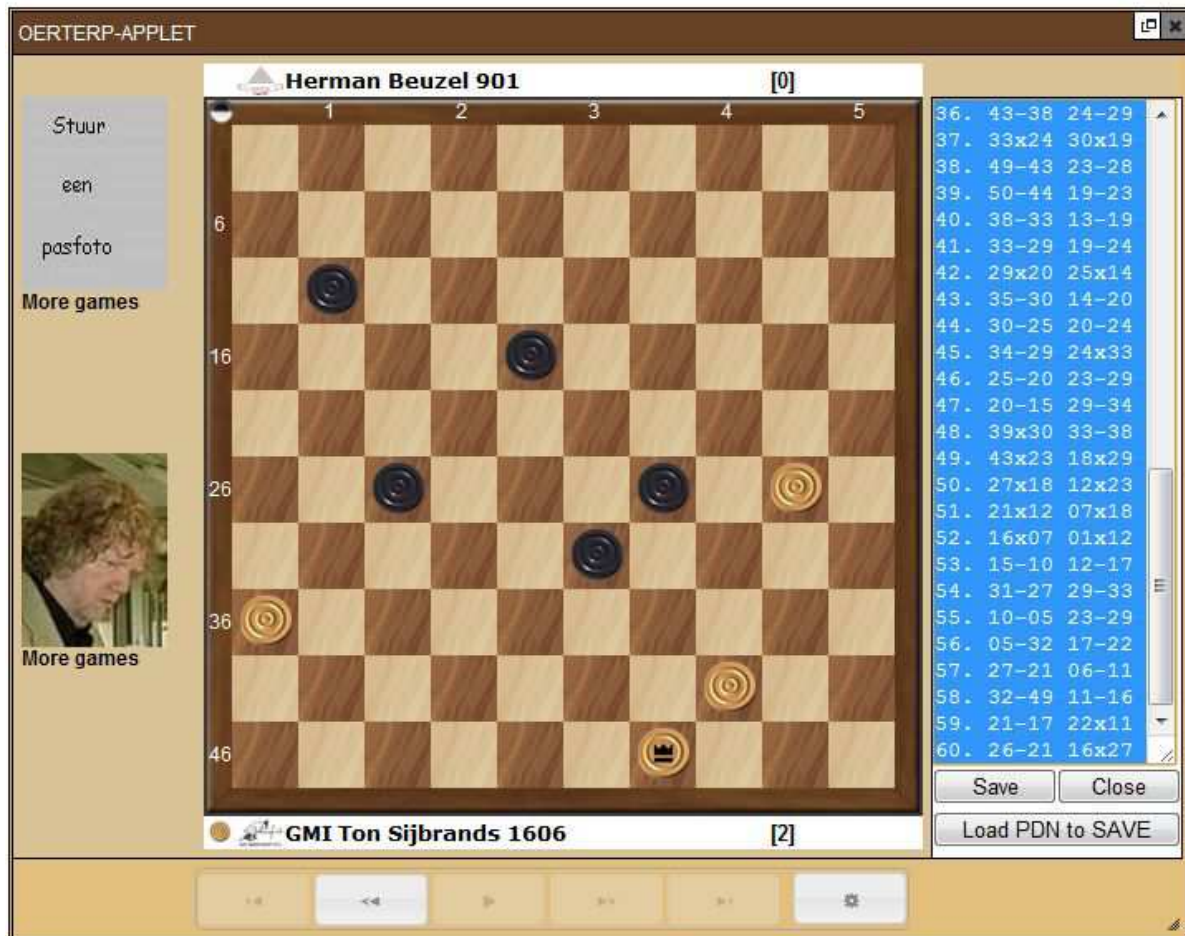 OERTERP-APPLET
Herman Beuzel 901 [0]
Stuur
een
pasfoto
More games
More games
1 2 3 4 5
6
16
26
36
46
36. 43-38 24-29
37. 33x24 30x19
38. 49-43 23-28
39. 50-44 19-23
40. 38-33 13-19
41. 33-29 19-24
42. 29x20 25x14
43. 35-30 14-20
44. 30-25 20-24
45. 34-29 24x33
46. 25-20 23-29
47. 20-15 29-34
48. 39x30 33-38
49. 43x23 18x29
50. 27x18 12x23
51. 21x12 07x18
52. 16x07 01x12
53. 15-10 12-17
54. 31-27 29-33
55. 10-05 23-29
56. 05-32 17-22
57. 27-21 06-11
58. 32-49 11-16
59. 21-17 22x11
60. 26-21 16x27
Save Close
Load PDN to SAVE
GMI Ton Sijbrands 1606 [2]